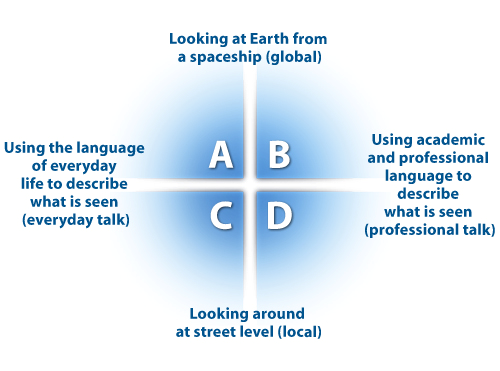 Looking at Earth from
a spaceship (global)
Using the language
of everyday
life to describe
what is seen
(everyday talk)
A B
C D
Using academic
and professional
language to
describe
what is seen
(professional talk)
Looking around
at street level (local)